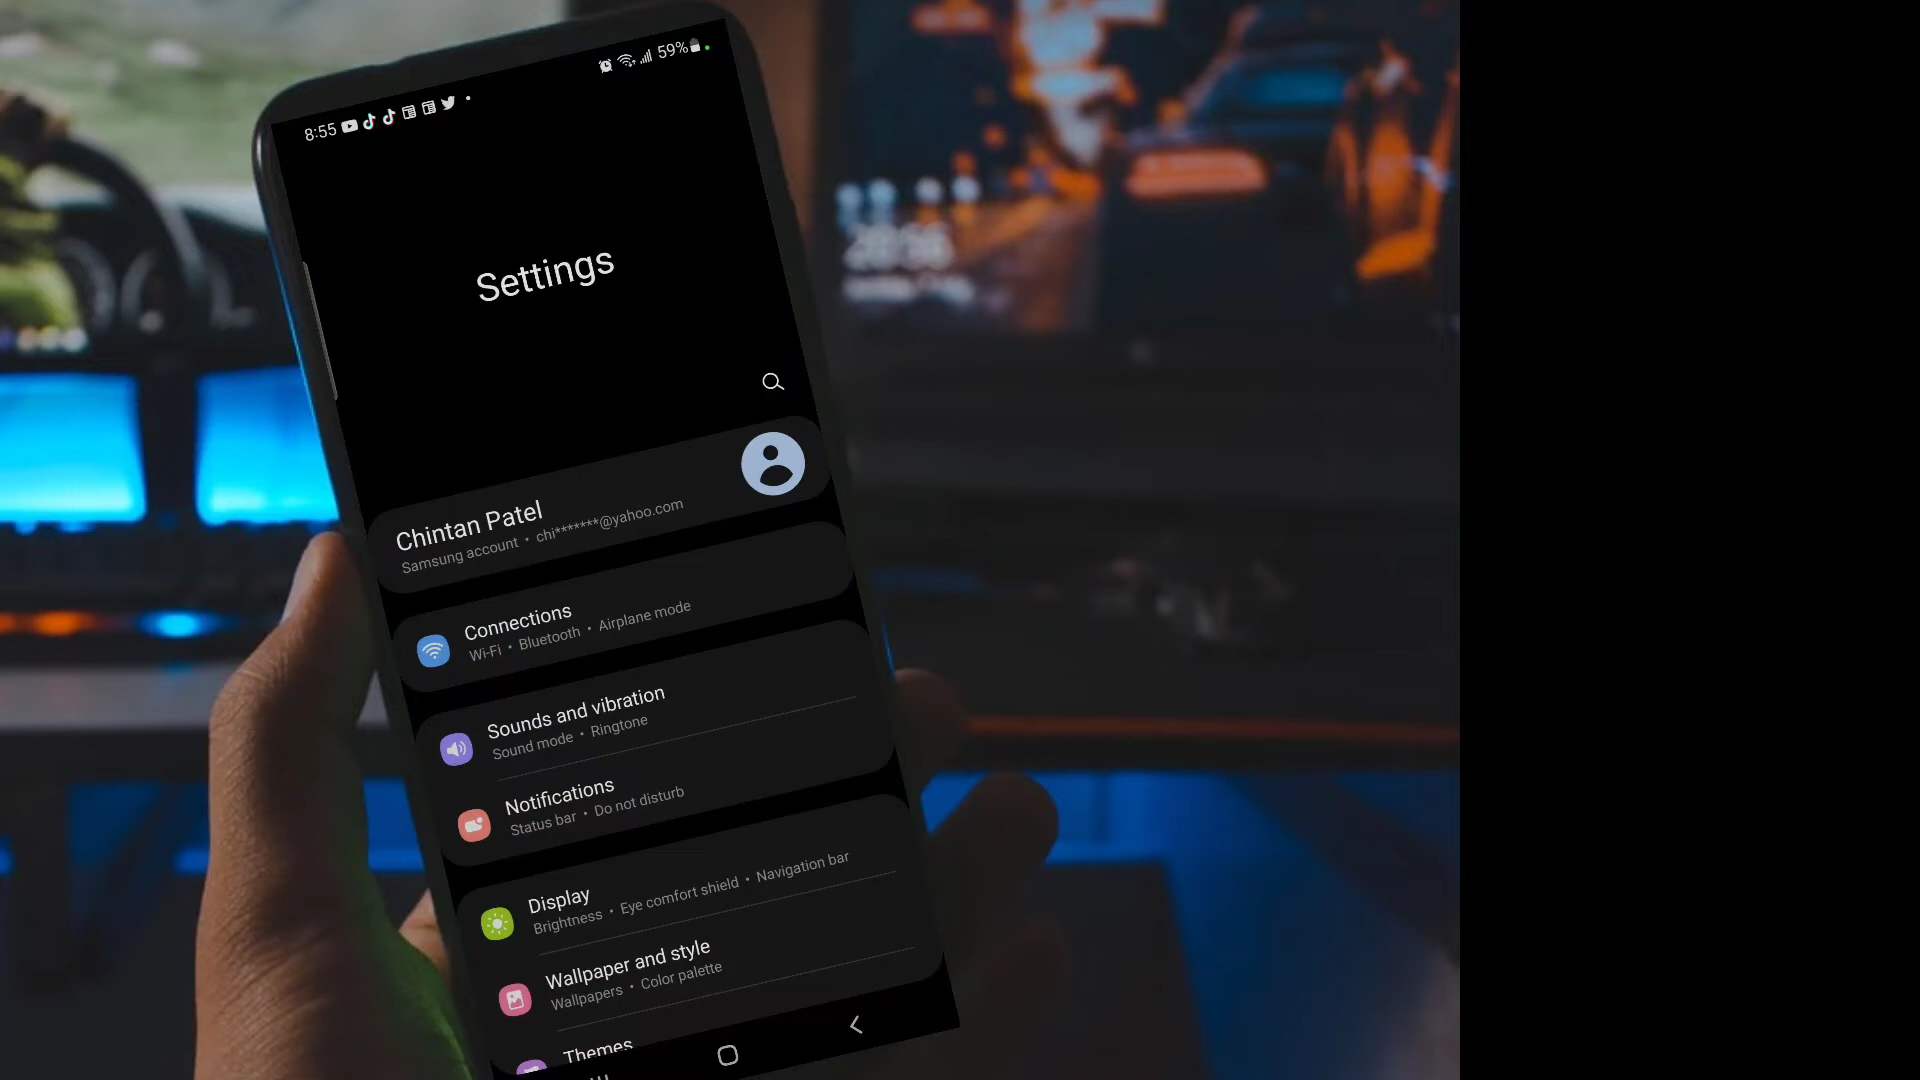 8:55
59%
Settings
Chintan Patel
Samsung account • chi*******@yahoo.com
Connections
Wi-Fi • Bluetooth • Airplane mode
Sounds and vibration
Sound mode • Ringtone
Notifications
Status bar • Do not disturb
Display
Brightness • Eye comfort shield • Navigation bar
Wallpaper and style
Wallpapers • Color palette
Themes